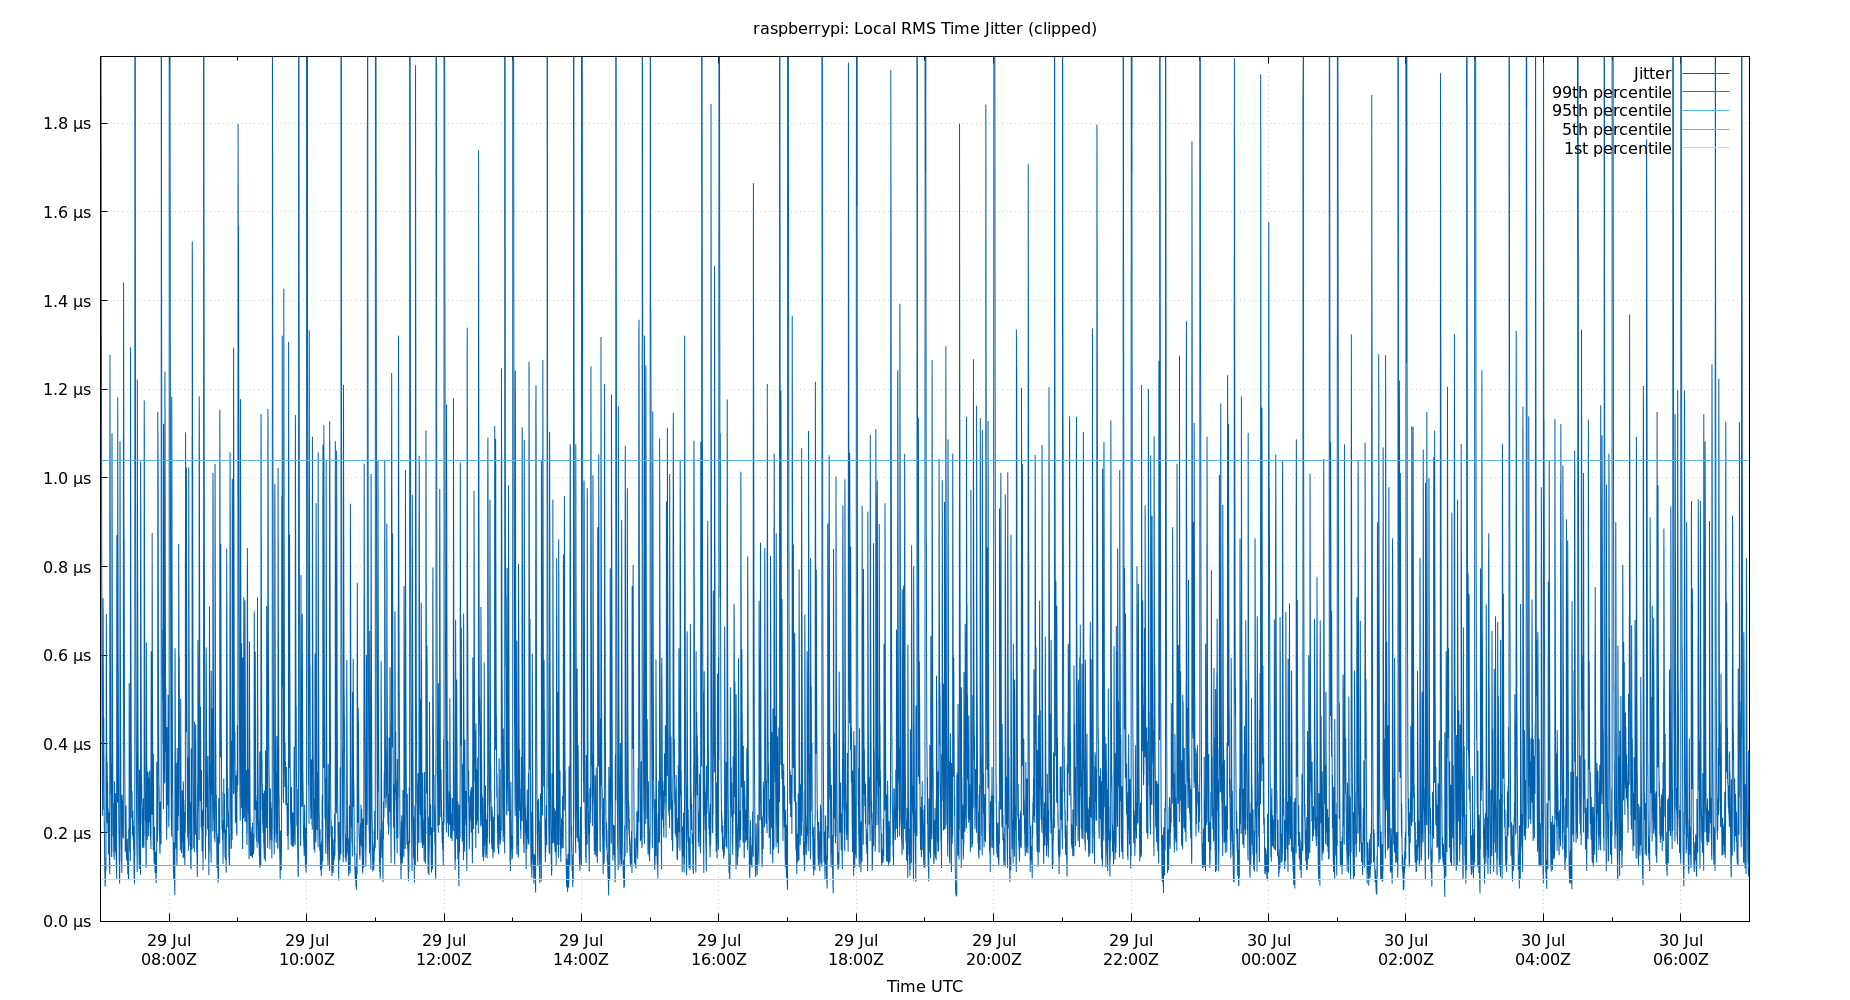 raspberrypi: Local RMS Time Jitter (clipped)
Jitter
99th percentile
95th percentile
5th percentile
1st percentile
1.8 µs
1.6 µs
1.4 µs
1.2 µs
1.0 µs
0.8 µs
0.6 µs
0.4 µs
0.2 µs
0.0 µs
29 Jul 29 Jul 29 Jul 29 Jul 29 Jul 29 Jul 29 Jul 29 Jul 30 Jul 30 Jul 30 Jul 30 Jul
08:00Z 10:00Z 12:00Z 14:00Z 16:00Z 18:00Z 20:00Z 22:00Z 00:00Z 02:00Z 04:00Z 06:00Z
Time UTC